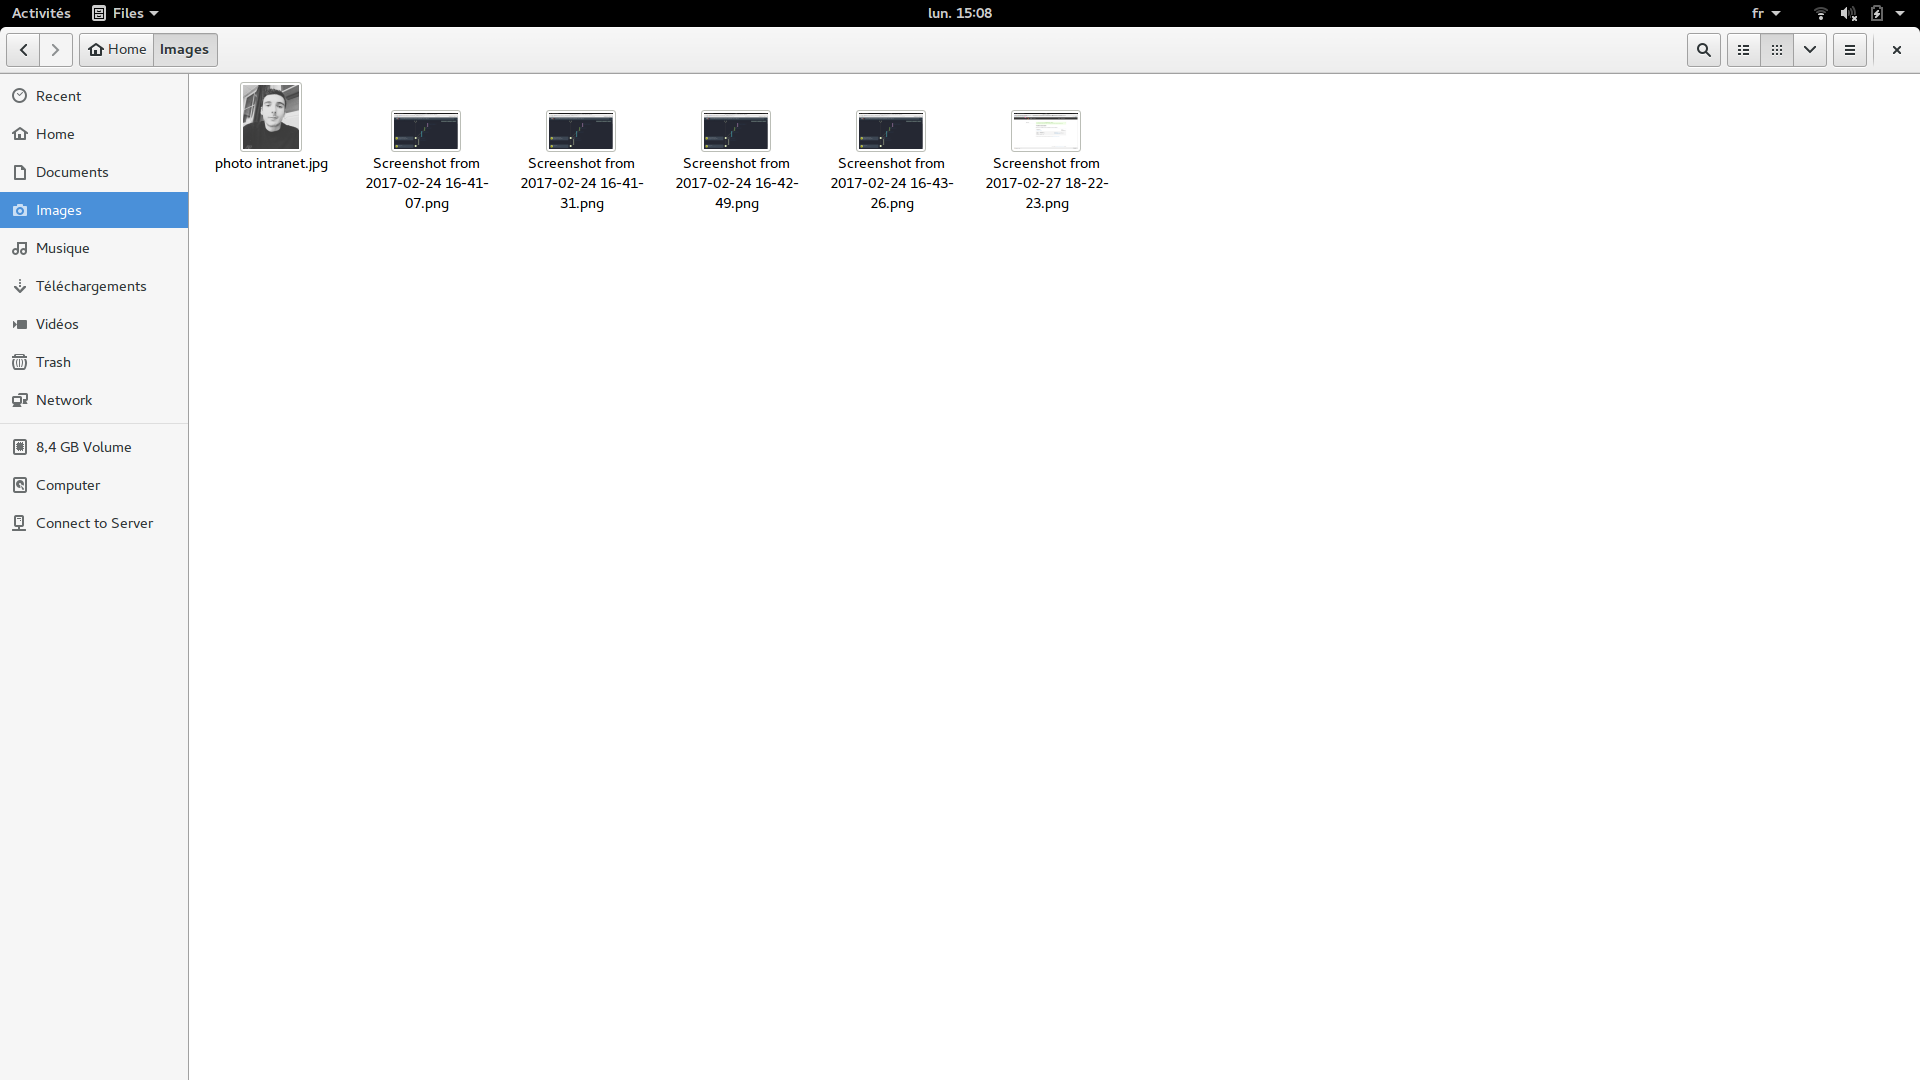 Activités Files lun. 15:08 fr
Home Images
Recent
Home
Documents
Images
Musique
Téléchargements
Vidéos
Trash
Network
8,4 GB Volume
Computer
Connect to Server
photo intranet.jpg
Screenshot from
2017-02-24 16-41-
07.png
Screenshot from
2017-02-24 16-41-
31.png
Screenshot from
2017-02-24 16-42-
49.png
Screenshot from
2017-02-24 16-43-
26.png
Screenshot from
2017-02-27 18-22-
23.png